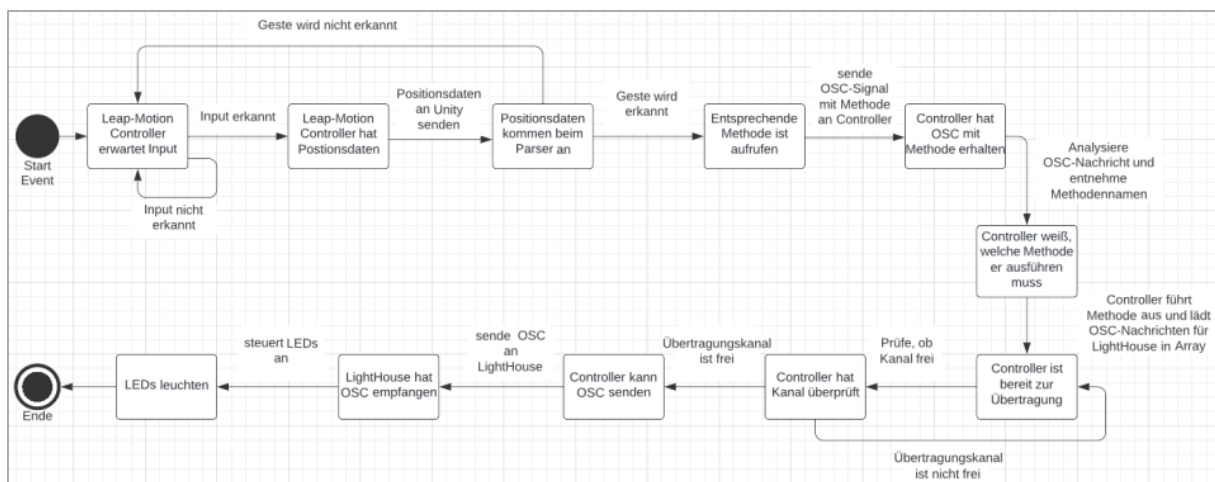 Geste wird nicht erkannt
Start
Event
Leap-Motion
Controller
erwartet Input
Input nicht
erkannt
Input erkannt
Leap-Motion
Controller hat
Postionsdaten
Positionsdaten
an Unity
senden
Positionsdaten
kommen beim
Parser an
Geste wird
erkannt
Entsprechende
Methode ist
aufrufen
sende
OSC-Signal
mit Methode
an Controller
Controller hat
OSC mit
Methode erhalten
Analysiere
OSC-Nachricht und
entnehme
Methodennamen
Controller weiß,
welche Methode
er ausführen
muss
Controller führt
Methode aus und lädt
OSC-Nachrichten für
LightHouse in Array
Controller ist
bereit zur
Übertragung
Prüfe, ob
Kanal frei
Controller hat
Kanal überprüft
Übertragungskanal
ist nicht frei
Übertragungskanal
ist frei
Controller kann
OSC senden
sende OSC
an
LightHouse
LightHouse hat
OSC empfangen
steuert LEDs
an
LEDs leuchten
Ende